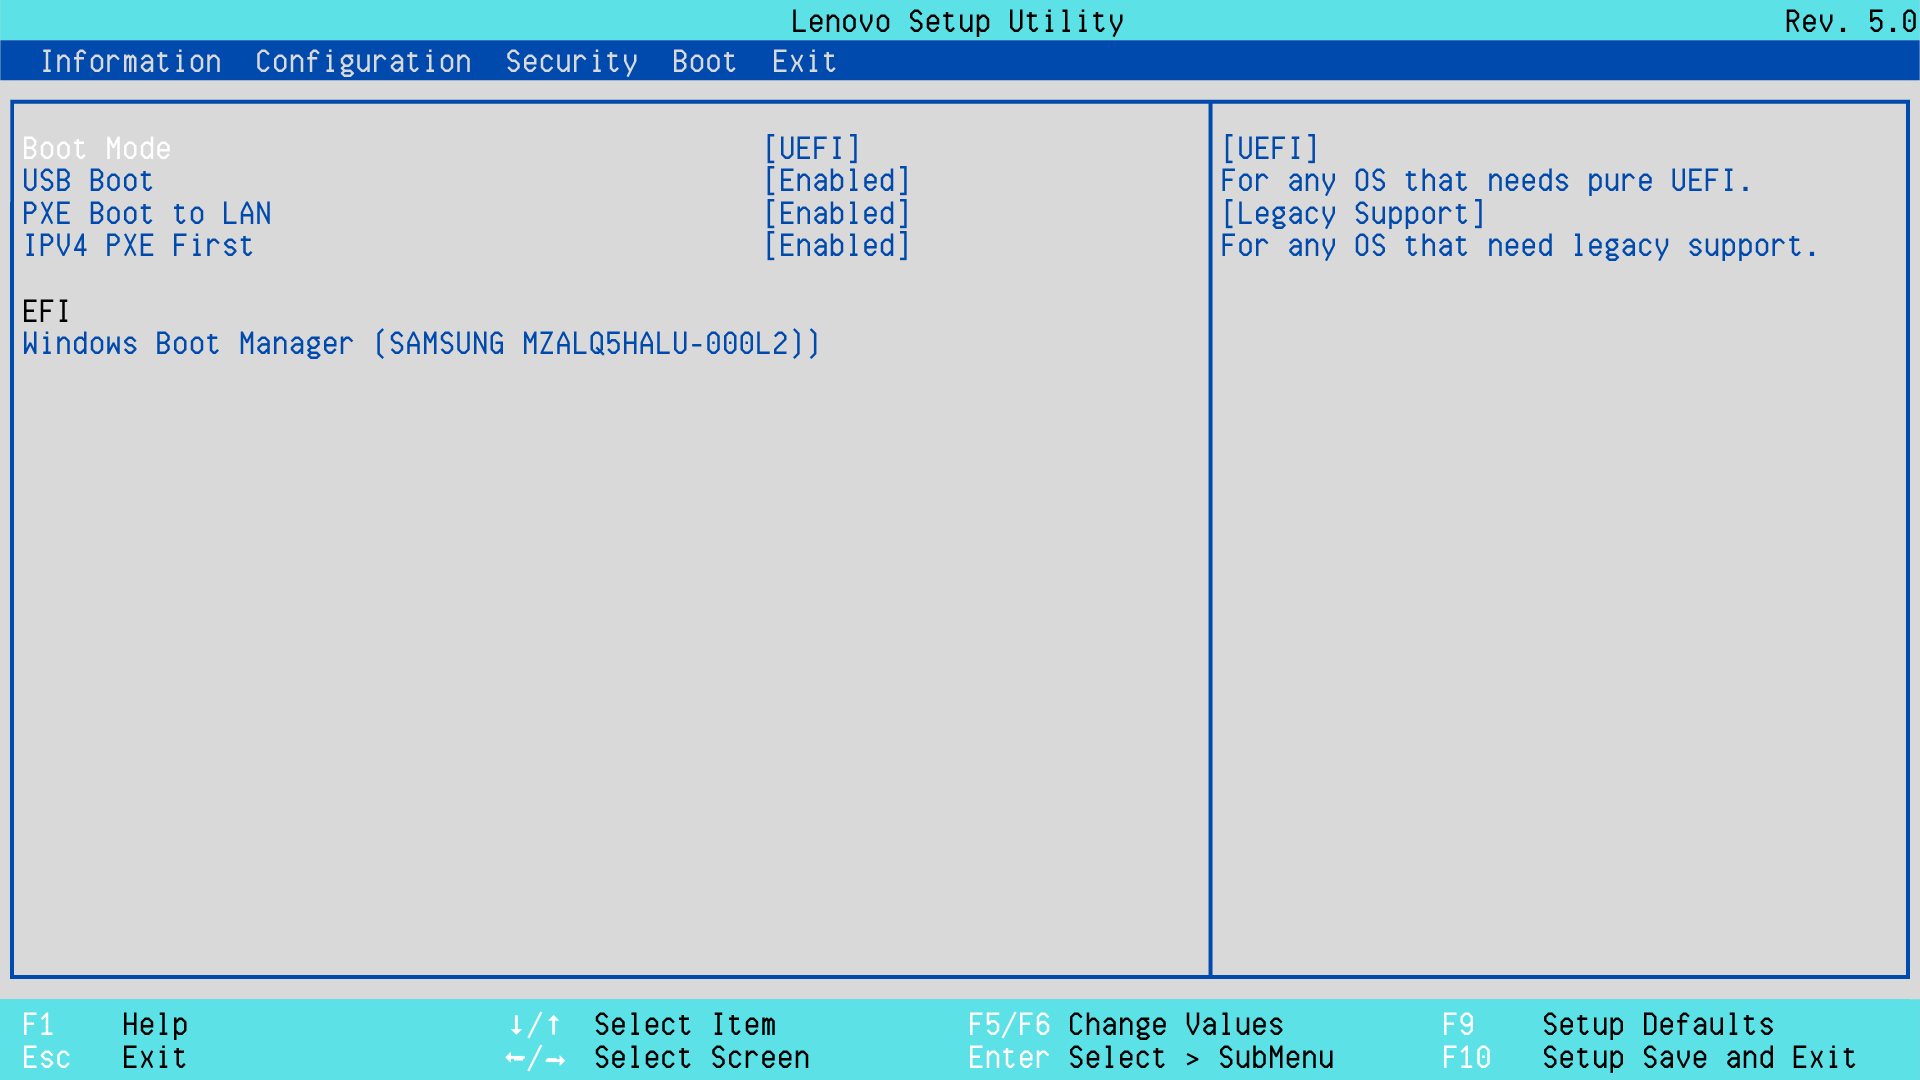 Lenovo Setup Utility Rev. 5.0
Information Configuration Security Boot Exit
Boot Mode [UEFI]
USB Boot [Enabled]
PXE Boot to LAN [Enabled]
IPV4 PXE First [Enabled]
EFI
Windows Boot Manager (SAMSUNG MZALQ5HALU-000L2))
[UEFI]
For any OS that needs pure UEFI.
[Legacy Support]
For any OS that need legacy support.
F1 Help ↓/↑ Select Item F5/F6 Change Values F9 Setup Defaults
Esc Exit ←/→ Select Screen Enter Select > SubMenu F10 Setup Save and Exit